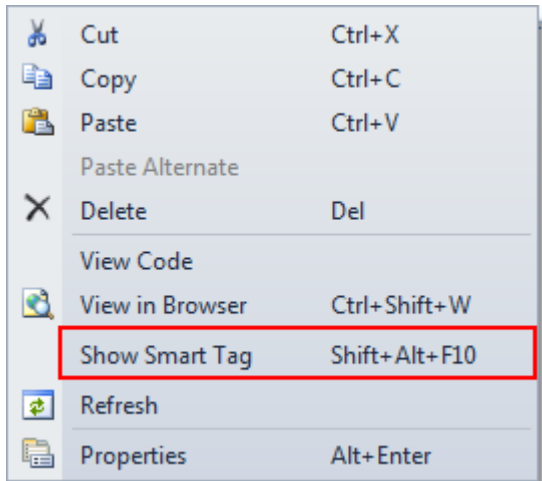 Cut Ctrl+X
Copy Ctrl+C
Paste Ctrl+V
Paste Alternate
Delete Del
View Code
View in Browser Ctrl+Shift+W
Show Smart Tag Shift+Alt+F10
Refresh
Properties Alt+Enter